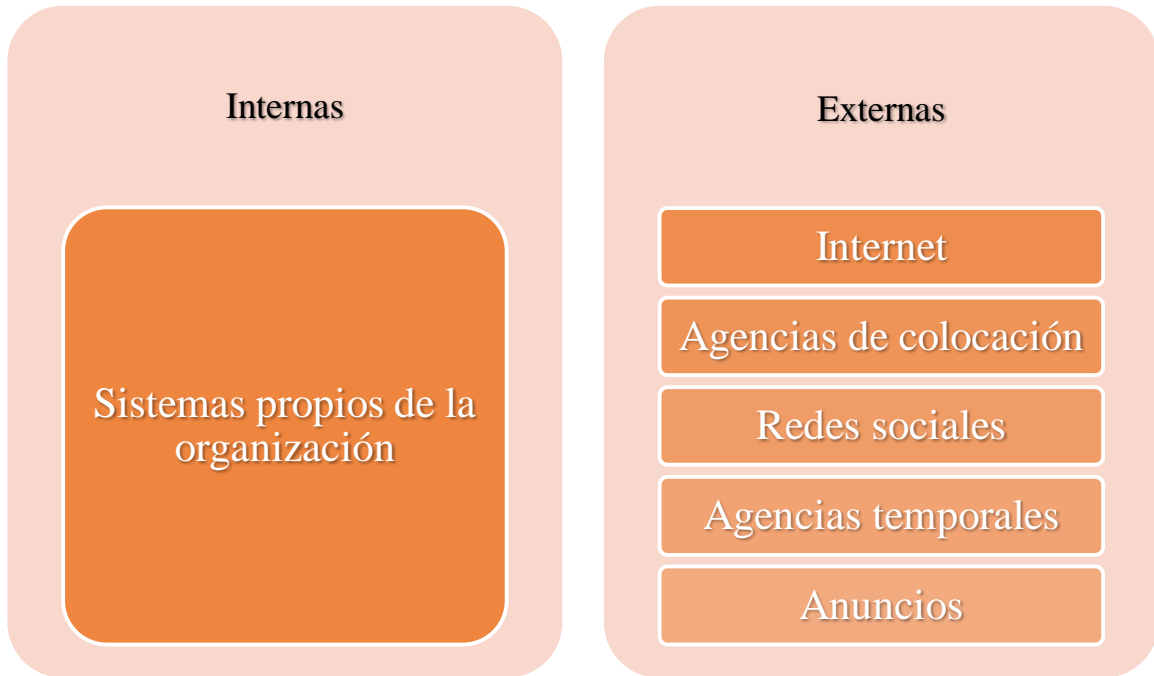 Internas
Sistemas propios de la
organización
Externas
Internet
Agencias de colocación
Redes sociales
Agencias temporales
Anuncios